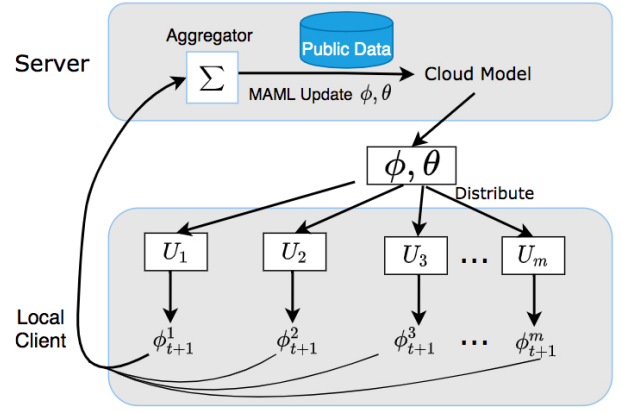 Aggregator
Public Data
Server
Σ
Cloud Model
MAML Update ϕ, θ
ϕ, θ
Distribute
U₁ U₂ U₃ ... Uₘ
Local
Client
ϕ¹ₜ₊₁ ϕ²ₜ₊₁ ϕ³ₜ₊₁ ... ϕᵐₜ₊₁